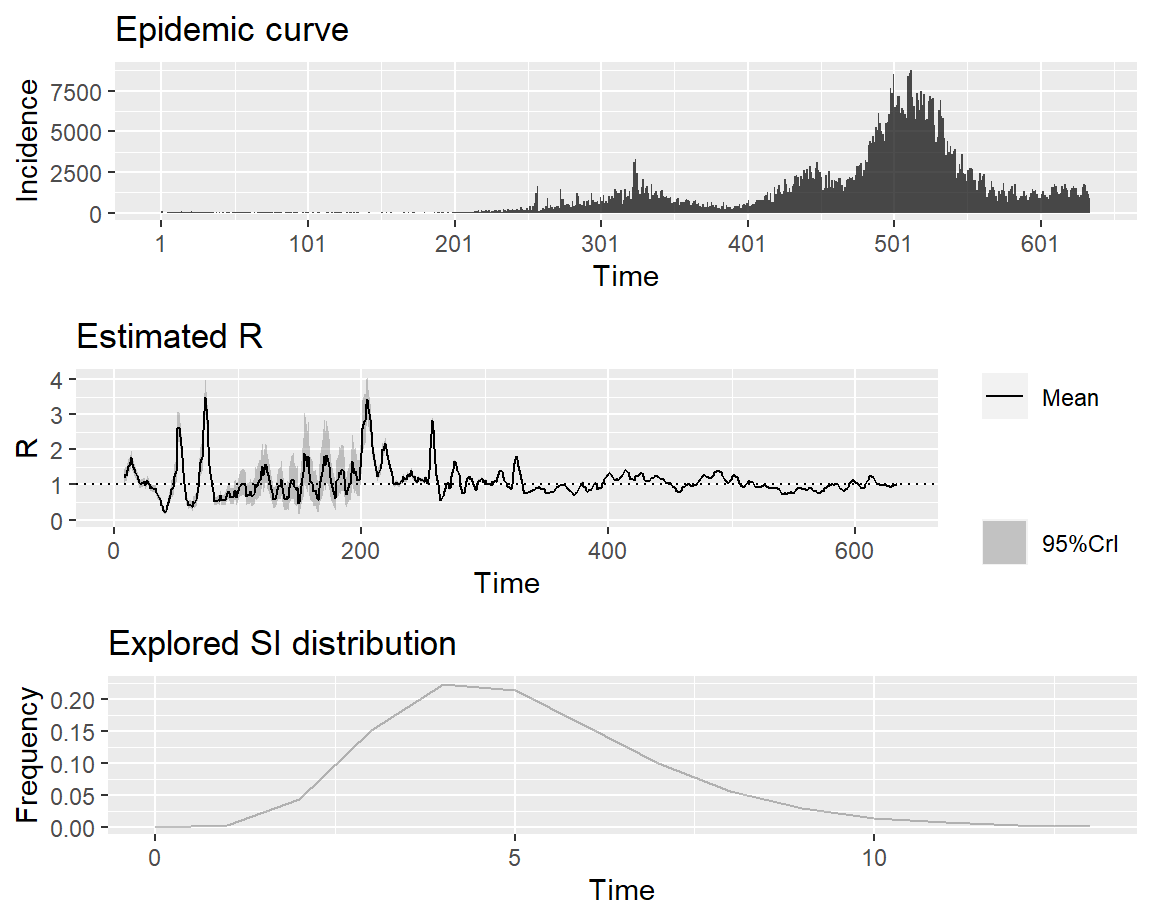 Epidemic curve
Incidence
7500
5000
2500
0
1 101 201 301 401 501 601
Time
Estimated R
R
4
3
2
1
0
0 200 400 600
Time
Mean
95%CrI
Explored SI distribution
Frequency
0.20
0.15
0.10
0.05
0.00
0 5 10
Time